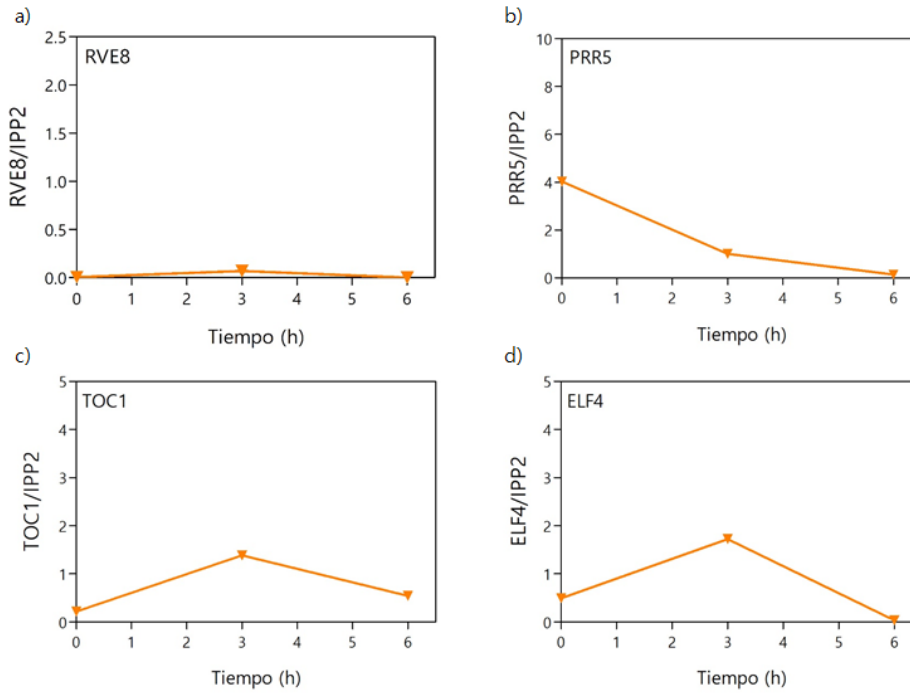 a)
RVE8
RVE8/IPP2
2.5
2.0
1.5
1.0
0.5
0.0
0 1 2 3 4 5 6
Tiempo (h)
b)
PRR5
PRR5/IPP2
10
8
6
4
2
0
0 1 2 3 4 5 6
Tiempo (h)
c)
TOC1
TOC1/IPP2
5
4
3
2
1
0
0 1 2 3 4 5 6
Tiempo (h)
d)
ELF4
ELF4/IPP2
5
4
3
2
1
0
0 1 2 3 4 5 6
Tiempo (h)